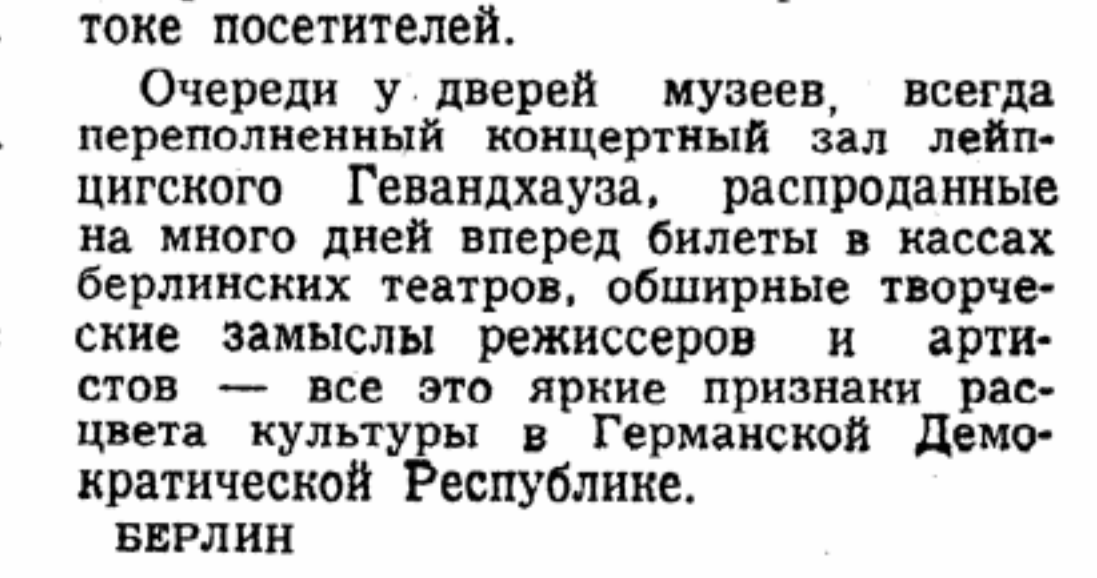 токе посетителей.
Очереди у дверей музеев, всегда
переполненный концертный зал лейп-
цигского Гевандхауза, распроданные
на много дней вперед билеты в кассах
берлинских театров, обширные творче-
ские замыслы режиссеров и арти-
стов — все это яркие признаки рас-
цвета культуры в Германской Демо-
кратической Республике.
БЕРЛИН